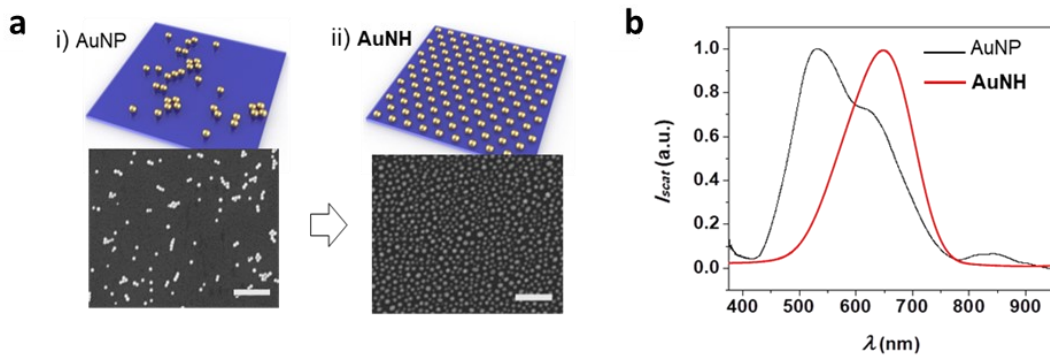 a
i) AuNP
ii) AuNH
b
I_scat (a.u.)
1.0
0.8
0.6
0.4
0.2
0.0
AuNP
AuNH
400 500 600 700 800 900
λ (nm)